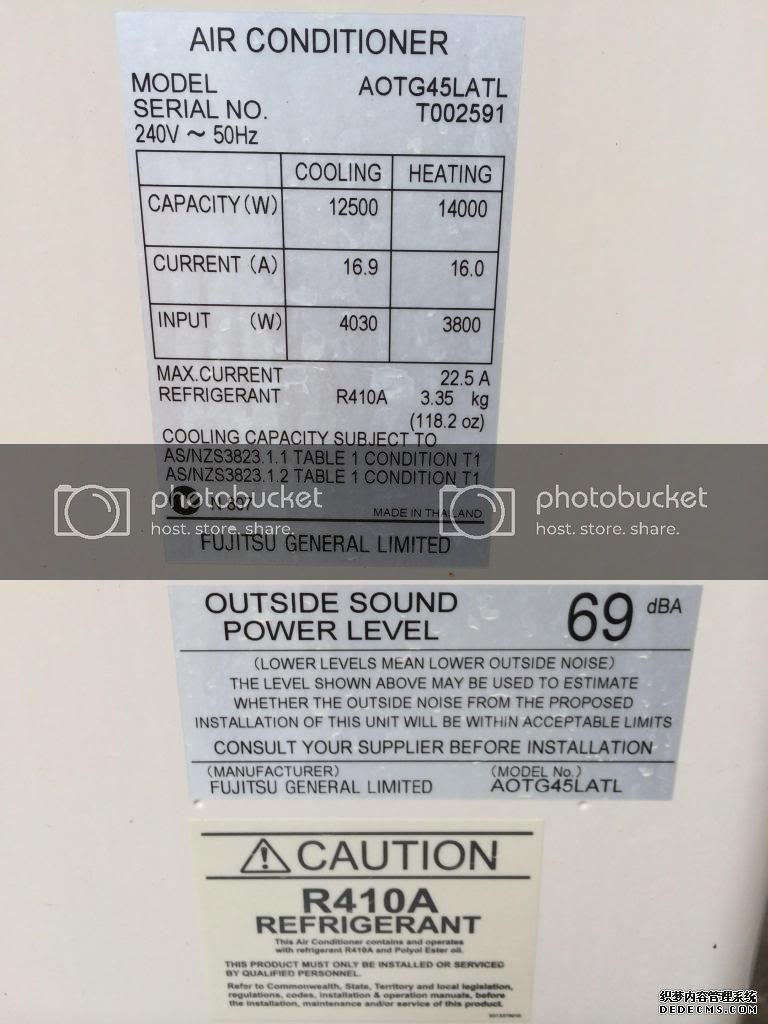 AIR CONDITIONER
MODEL AOTG45LATL
SERIAL NO. T002591
240V ~ 50Hz
COOLING HEATING
CAPACITY (W) 12500 14000
CURRENT (A) 16.9 16.0
INPUT (W) 4030 3800
MAX.CURRENT 22.5 A
REFRIGERANT R410A 3.35 kg
(118.2 oz)
COOLING CAPACITY SUBJECT TO
AS/NZS3823.1.1 TABLE 1 CONDITION T1
AS/NZS3823.1.2 TABLE 1 CONDITION T1
photobucket photobucket
host. store. share. host. store. share.
MADE IN THAILAND
FUJITSU GENERAL LIMITED
OUTSIDE SOUND
POWER LEVEL 69 dBA
(LOWER LEVELS MEAN LOWER OUTSIDE NOISE)
THE LEVEL SHOWN ABOVE MAY BE USED TO ESTIMATE
WHETHER THE OUTSIDE NOISE FROM THE PROPOSED
INSTALLATION OF THIS UNIT WILL BE WITHIN ACCEPTABLE LIMITS
CONSULT YOUR SUPPLIER BEFORE INSTALLATION
(MANUFACTURER) (MODEL No.)
FUJITSU GENERAL LIMITED AOTG45LATL
CAUTION
R410A
REFRIGERANT
This Air Conditioner contains and operates
with refrigerant R410A and Polyol Ester oil.
THIS PRODUCT MUST ONLY BE INSTALLED OR SERVICED
BY QUALIFIED PERSONNEL.
Refer to Commonwealth, State, Territory and local legislation,
regulations, codes, installation & operation manuals, before
the installation, maintenance and/or service of this product.
织梦内容管理系统
DEDECMS.COM